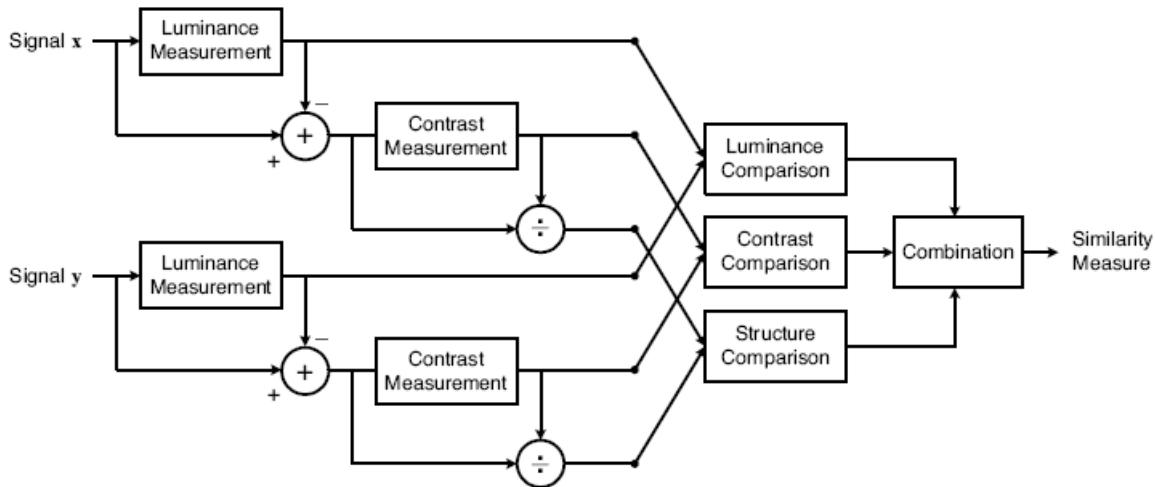 Signal x
Luminance
Measurement
−
+
+
Contrast
Measurement
÷
Signal y
Luminance
Measurement
−
+
+
Contrast
Measurement
÷
Luminance
Comparison
Contrast
Comparison
Structure
Comparison
Combination
Similarity
Measure